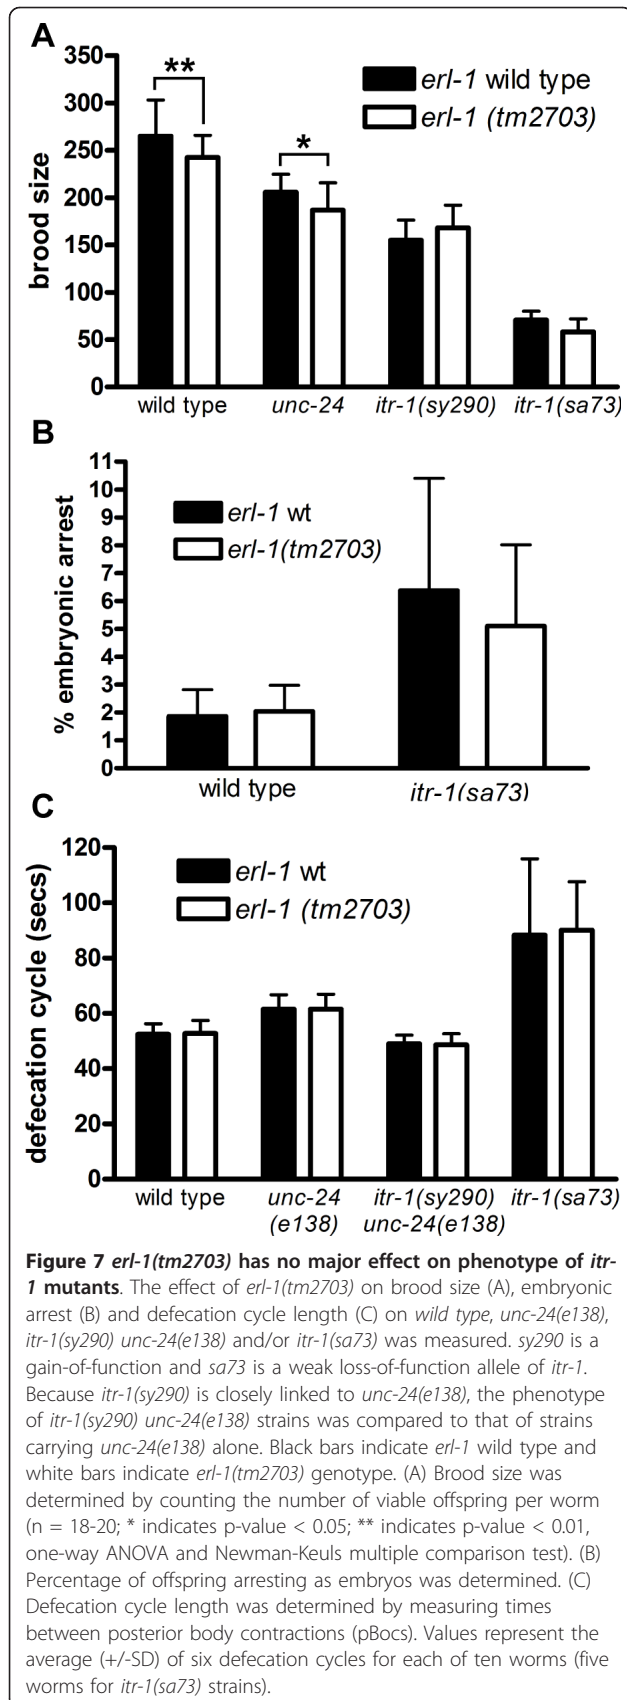 A
350
300
250
200
150
100
50
0
brood size
**
*
erl-1 wild type
erl-1 (tm2703)
wild type unc-24 itr-1(sy290) itr-1(sa73)
B
11
10
9
8
7
6
5
4
3
2
1
0
% embryonic arrest
erl-1 wt
erl-1(tm2703)
wild type itr-1(sa73)
C
120
100
80
60
40
20
0
defecation cycle (secs)
erl-1 wt
erl-1 (tm2703)
wild type unc-24 itr-1(sy290) itr-1(sa73)
(e138) unc-24(e138)
Figure 7 erl-1(tm2703) has no major effect on phenotype of itr-
1 mutants. The effect of erl-1(tm2703) on brood size (A), embryonic
arrest (B) and defecation cycle length (C) on wild type, unc-24(e138),
itr-1(sy290) unc-24(e138) and/or itr-1(sa73) was measured. sy290 is a
gain-of-function and sa73 is a weak loss-of-function allele of itr-1.
Because itr-1(sy290) is closely linked to unc-24(e138), the phenotype
of itr-1(sy290) unc-24(e138) strains was compared to that of strains
carrying unc-24(e138) alone. Black bars indicate erl-1 wild type and
white bars indicate erl-1(tm2703) genotype. (A) Brood size was
determined by counting the number of viable offspring per worm
(n = 18-20; * indicates p-value < 0.05; ** indicates p-value < 0.01,
one-way ANOVA and Newman-Keuls multiple comparison test). (B)
Percentage of offspring arresting as embryos was determined. (C)
Defecation cycle length was determined by measuring times
between posterior body contractions (pBocs). Values represent the
average (+/-SD) of six defecation cycles for each of ten worms (five
worms for itr-1(sa73) strains).